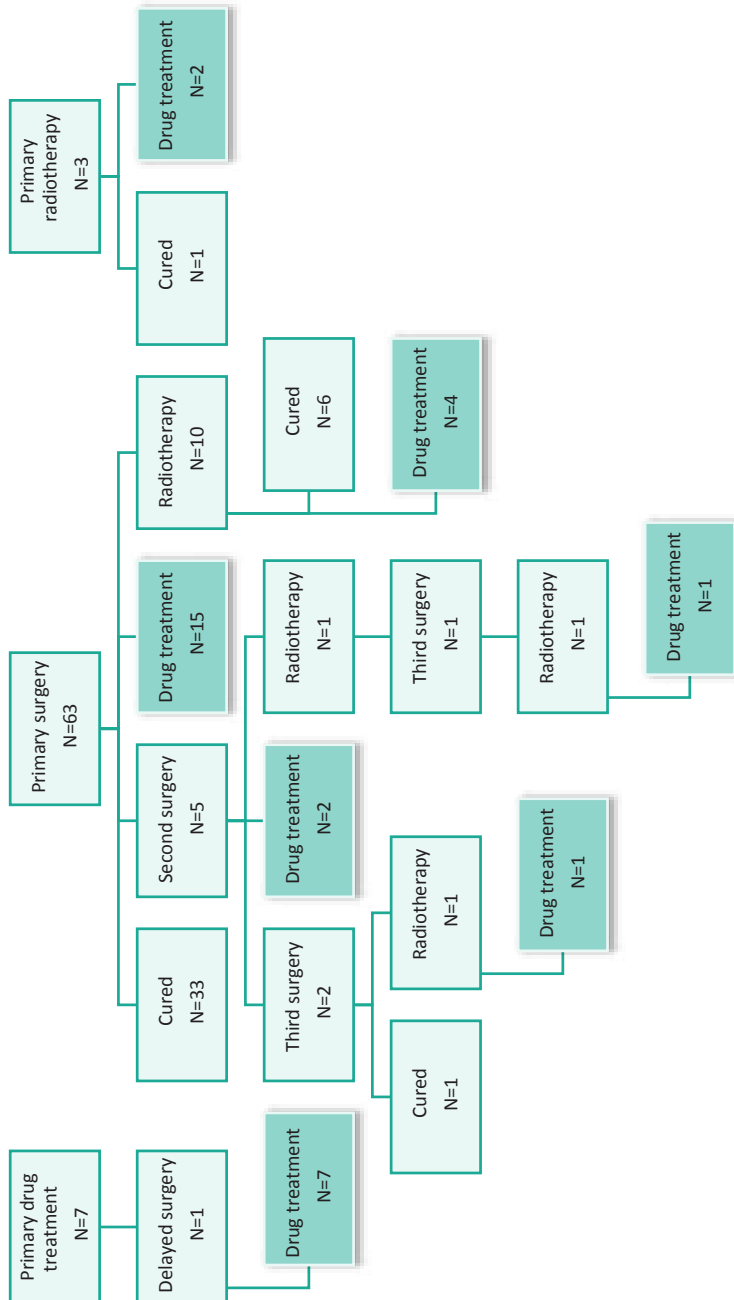 Primary drug
treatment
N=7
Primary surgery
N=63
Primary
radiotherapy
N=3
Delayed surgery
N=1
Cured
N=33
Second surgery
N=5
Drug treatment
N=15
Radiotherapy
N=10
Cured
N=1
Drug treatment
N=2
Drug treatment
N=7
Third surgery
N=2
Drug treatment
N=2
Radiotherapy
N=1
Cured
N=6
Cured
N=1
Radiotherapy
N=1
Third surgery
N=1
Drug treatment
N=4
Drug treatment
N=1
Radiotherapy
N=1
Drug treatment
N=1